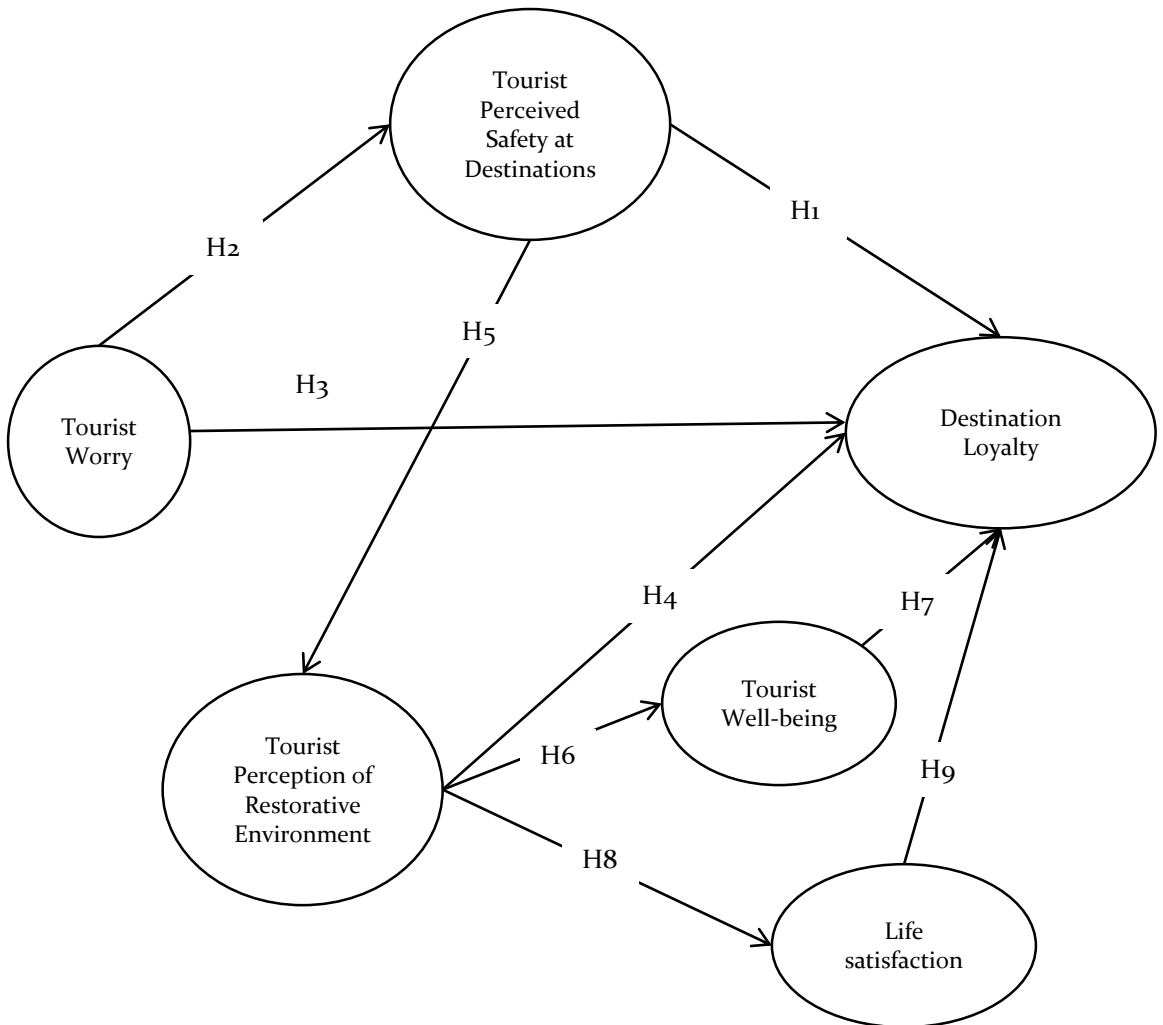 Tourist
Perceived
Safety at
Destinations
H1
H2
H5
H3
Tourist
Worry
Destination
Loyalty
H4
H7
Tourist
Well-being
Tourist
Perception of
Restorative
Environment
H6
H9
H8
Life
satisfaction